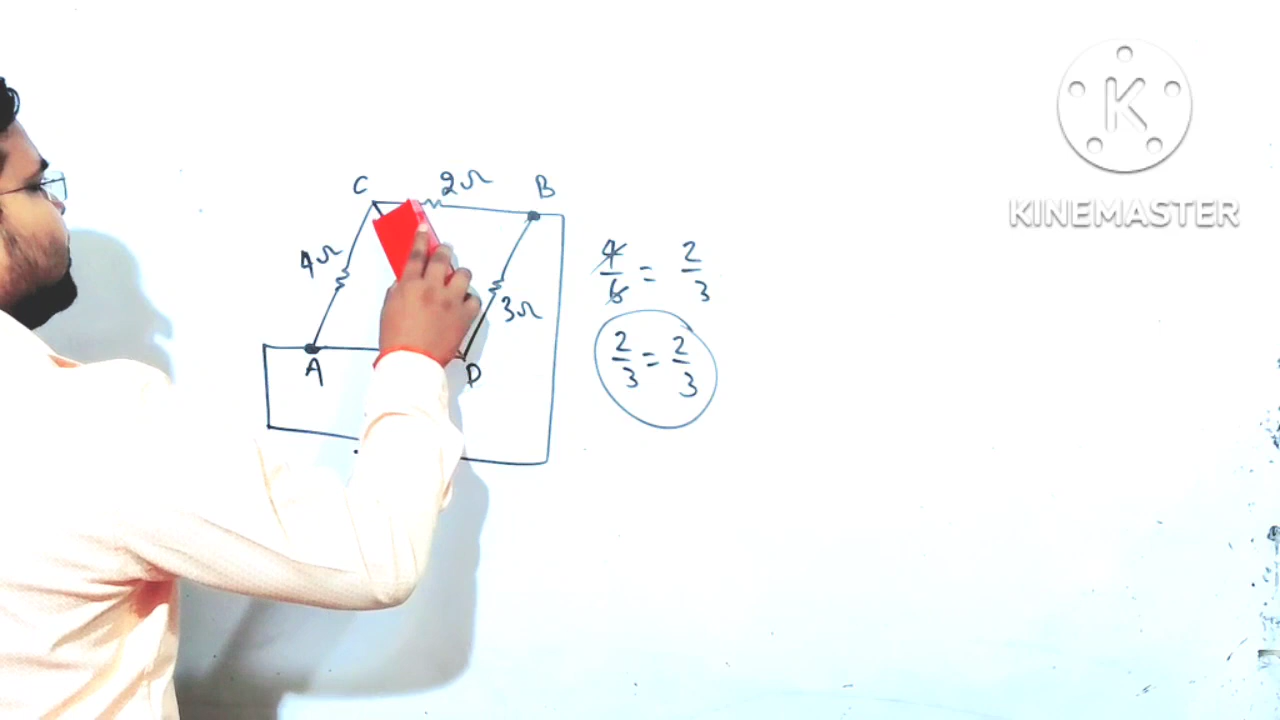 C 2Ω B
4Ω
3Ω
A D
4/6 = 2/3
2/3 = 2/3
K
KINEMASTER